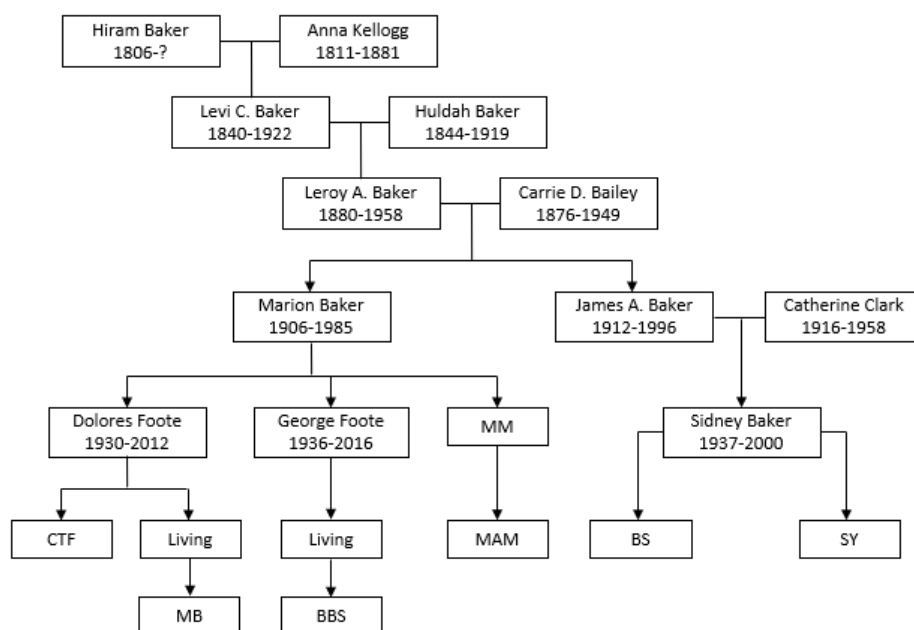 Hiram Baker
1806-?
Anna Kellogg
1811-1881
Levi C. Baker
1840-1922
Huldah Baker
1844-1919
Leroy A. Baker
1880-1958
Carrie D. Bailey
1876-1949
Marion Baker
1906-1985
James A. Baker
1912-1996
Catherine Clark
1916-1958
Dolores Foote
1930-2012
George Foote
1936-2016
MM
Sidney Baker
1937-2000
CTF
Living
Living
MAM
BS
SY
MB
BBS